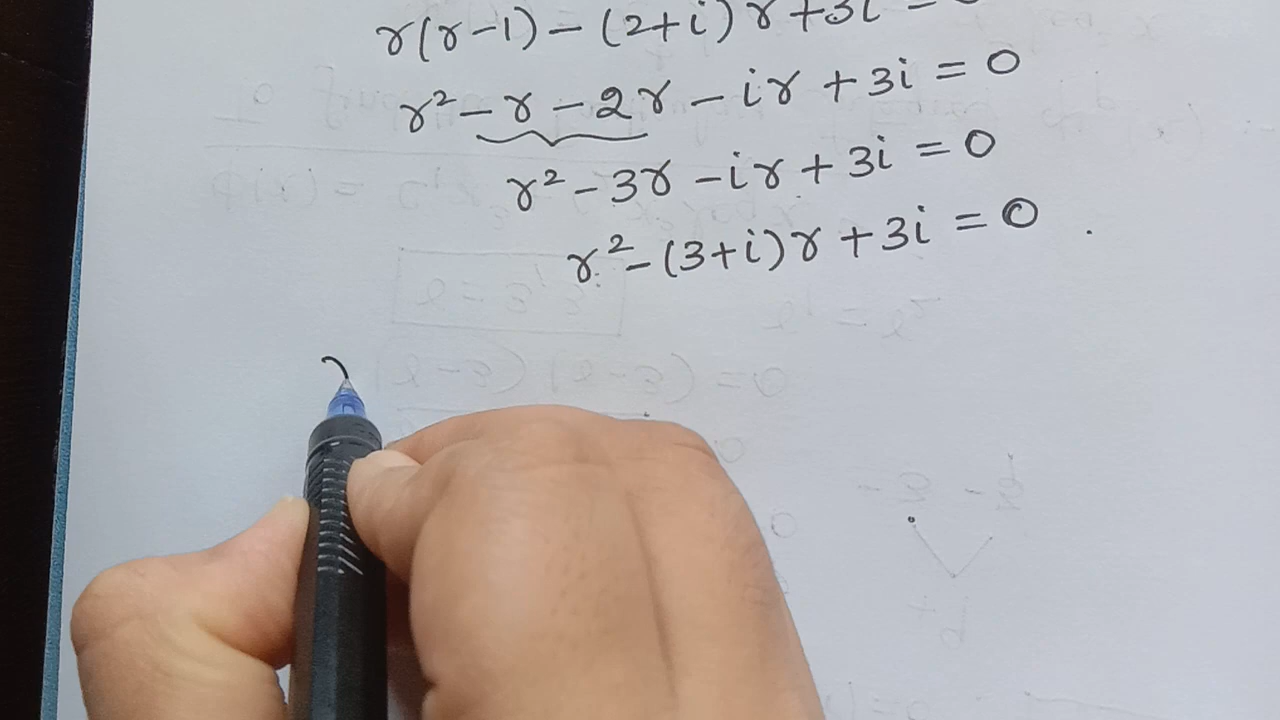 r(r-1) - (2+i) r + 3i = 0
r² - r - 2r - ir + 3i = 0
r² - 3r - ir + 3i = 0
r² - (3+i) r + 3i = 0 .